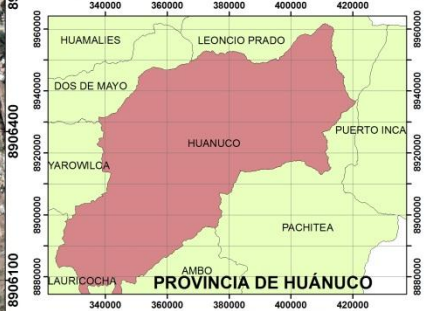 340000 360000 380000 400000 420000
8960000 8960000
HUAMALIES LEONCIO PRADO
DOS DE MAYO
8940000 8940000
8906400
HUANUCO PUERTO INCA
8920000 8920000
YAROWILCA
8900000 8900000
PACHITEA
8906100
8880000 8880000
LAURICOCHA AMBO PROVINCIA DE HUÁNUCO
340000 360000 380000 400000 420000